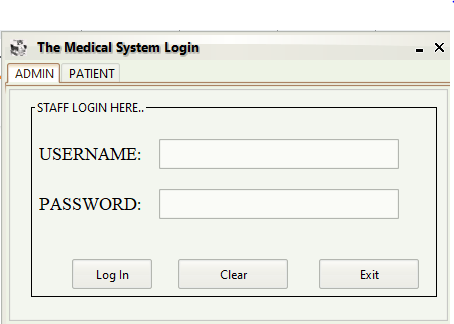 The Medical System Login
ADMIN PATIENT
STAFF LOGIN HERE..
USERNAME:
PASSWORD:
Log In Clear Exit